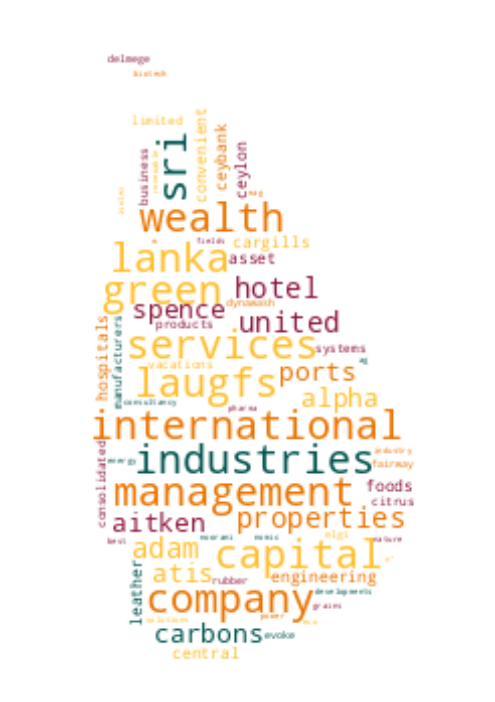 delmege
biotech
limited
convenient
sri
ceybank
ceylon
business
wealth
fields
cargills
lanka
asset
green
hotel
dynawash
spence
products
united
hospitals
manufacturers
services
systems
vacations
ports
laugfs
alpha
consultancy
pharma
international
industries
industry
energy
fairway
consolidated
management
foods
citrus
aitken
properties
best
noorani
nature
adam
capital
atis
rubber
engineering
leather
developments
company
grains
power
solutions
carbons
evoke
central